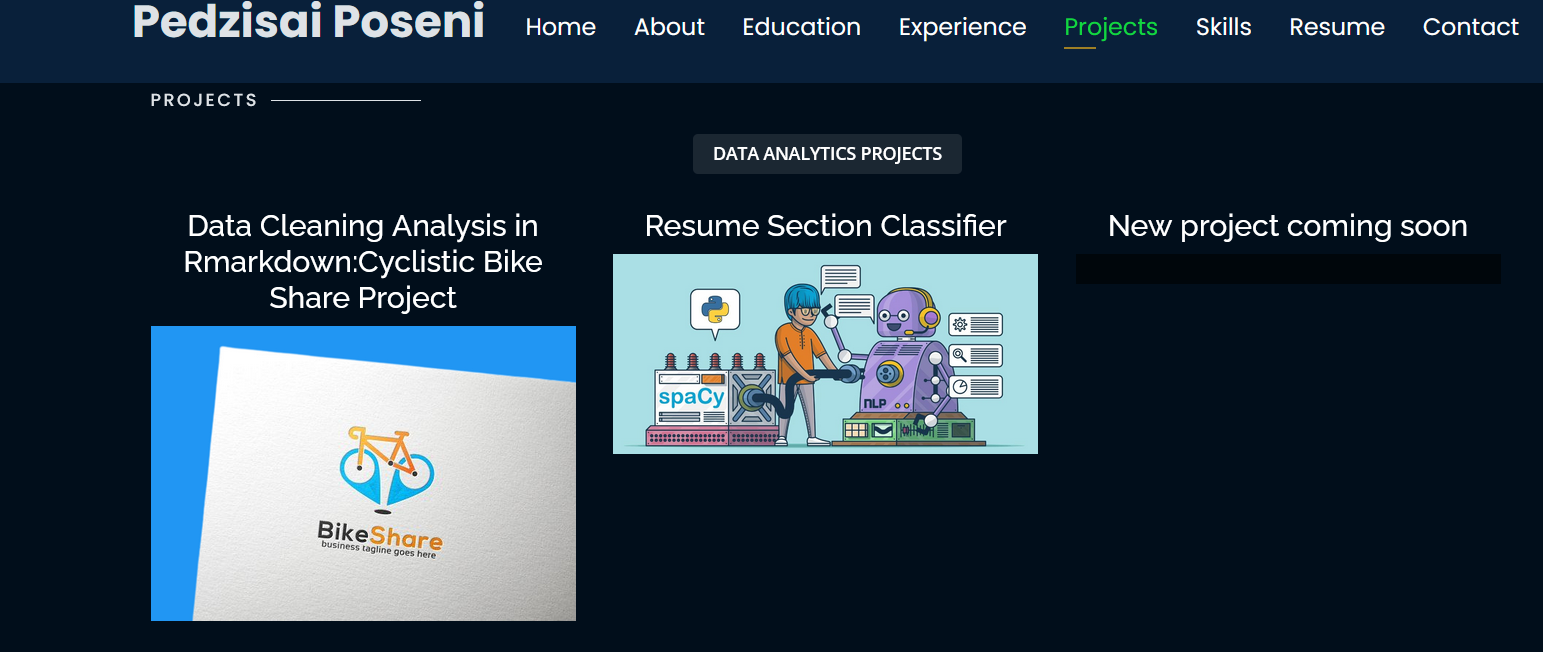 Pedzisai Poseni
Home About Education Experience Projects Skills Resume Contact
PROJECTS
DATA ANALYTICS PROJECTS
Data Cleaning Analysis in
Rmarkdown:Cyclistic Bike
Share Project
BikeShare
business tagline goes here
Resume Section Classifier
spaCy
NLP
New project coming soon